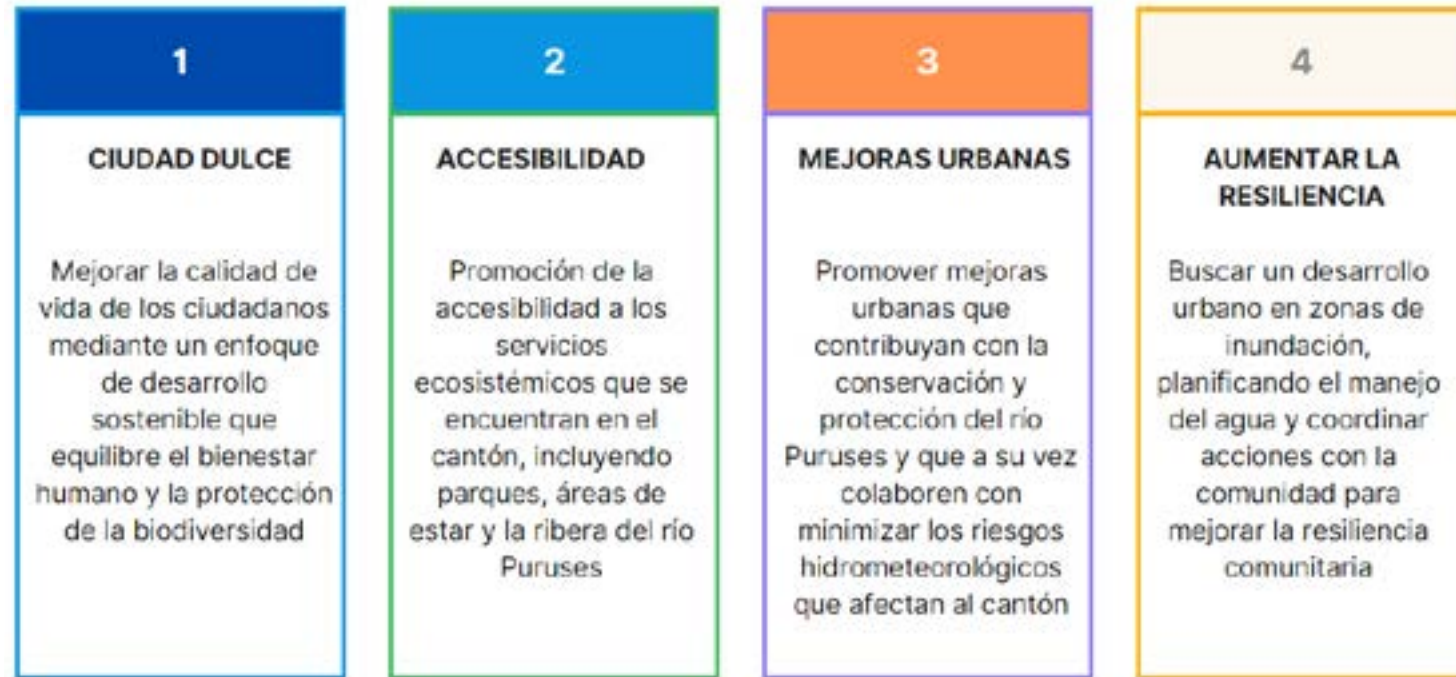 1
CIUDAD DULCE
Mejorar la calidad de
vida de los ciudadanos
mediante un enfoque
de desarrollo
sostenible que
equilibre el bienestar
humano y la protección
de la biodiversidad
2
ACCESIBILIDAD
Promoción de la
accesibilidad a los
servicios
ecosistémicos que se
encuentran en el
cantón, incluyendo
parques, áreas de
estar y la ribera del río
Puruses
3
MEJORAS URBANAS
Promover mejoras
urbanas que
contribuyan con la
conservación y
protección del río
Puruses y que a su vez
colaboren con
minimizar los riesgos
hidrometeorológicos
que afectan al cantón
4
AUMENTAR LA
RESILIENCIA
Buscar un desarrollo
urbano en zonas de
inundación,
planificando el manejo
del agua y coordinar
acciones con la
comunidad para
mejorar la resiliencia
comunitaria